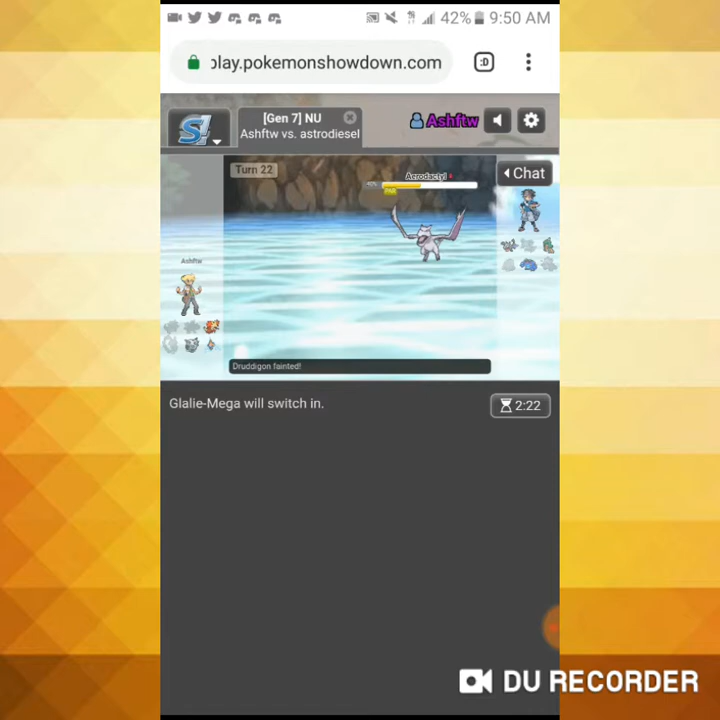 42% 9:50 AM
play.pokemonshowdown.com
:D
S!
[Gen 7] NU
Ashftw vs. astrodiesel
Ashftw
Turn 22
Aerodactyl
PAR
Chat
Ashftw
Druddigon fainted!
Glalie-Mega will switch in.
2:22
DU RECORDER